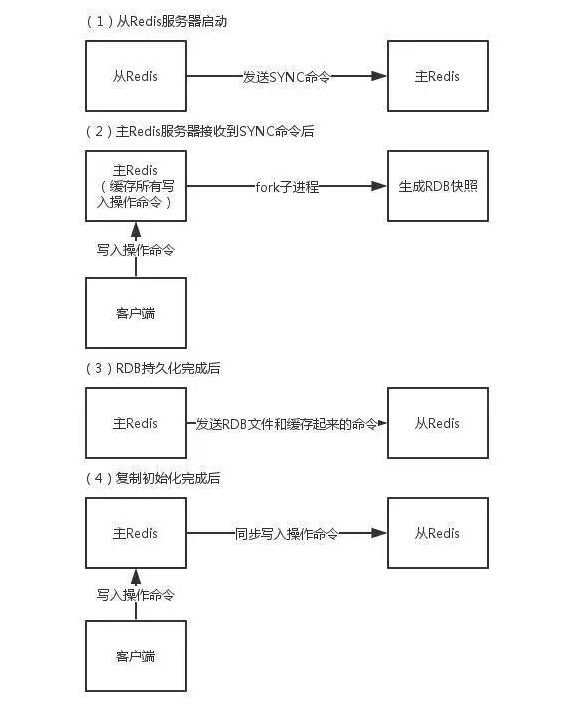 （1）从Redis服务器启动
从Redis
发送SYNC命令
主Redis
（2）主Redis服务器接收到SYNC命令后
主Redis
（缓存所有写
入操作命令）
fork子进程
生成RDB快照
写入操作命令
客户端
（3）RDB持久化完成后
主Redis
发送RDB文件和缓存起来的命令
从Redis
（4）复制初始化完成后
主Redis
同步写入操作命令
从Redis
写入操作命令
客户端